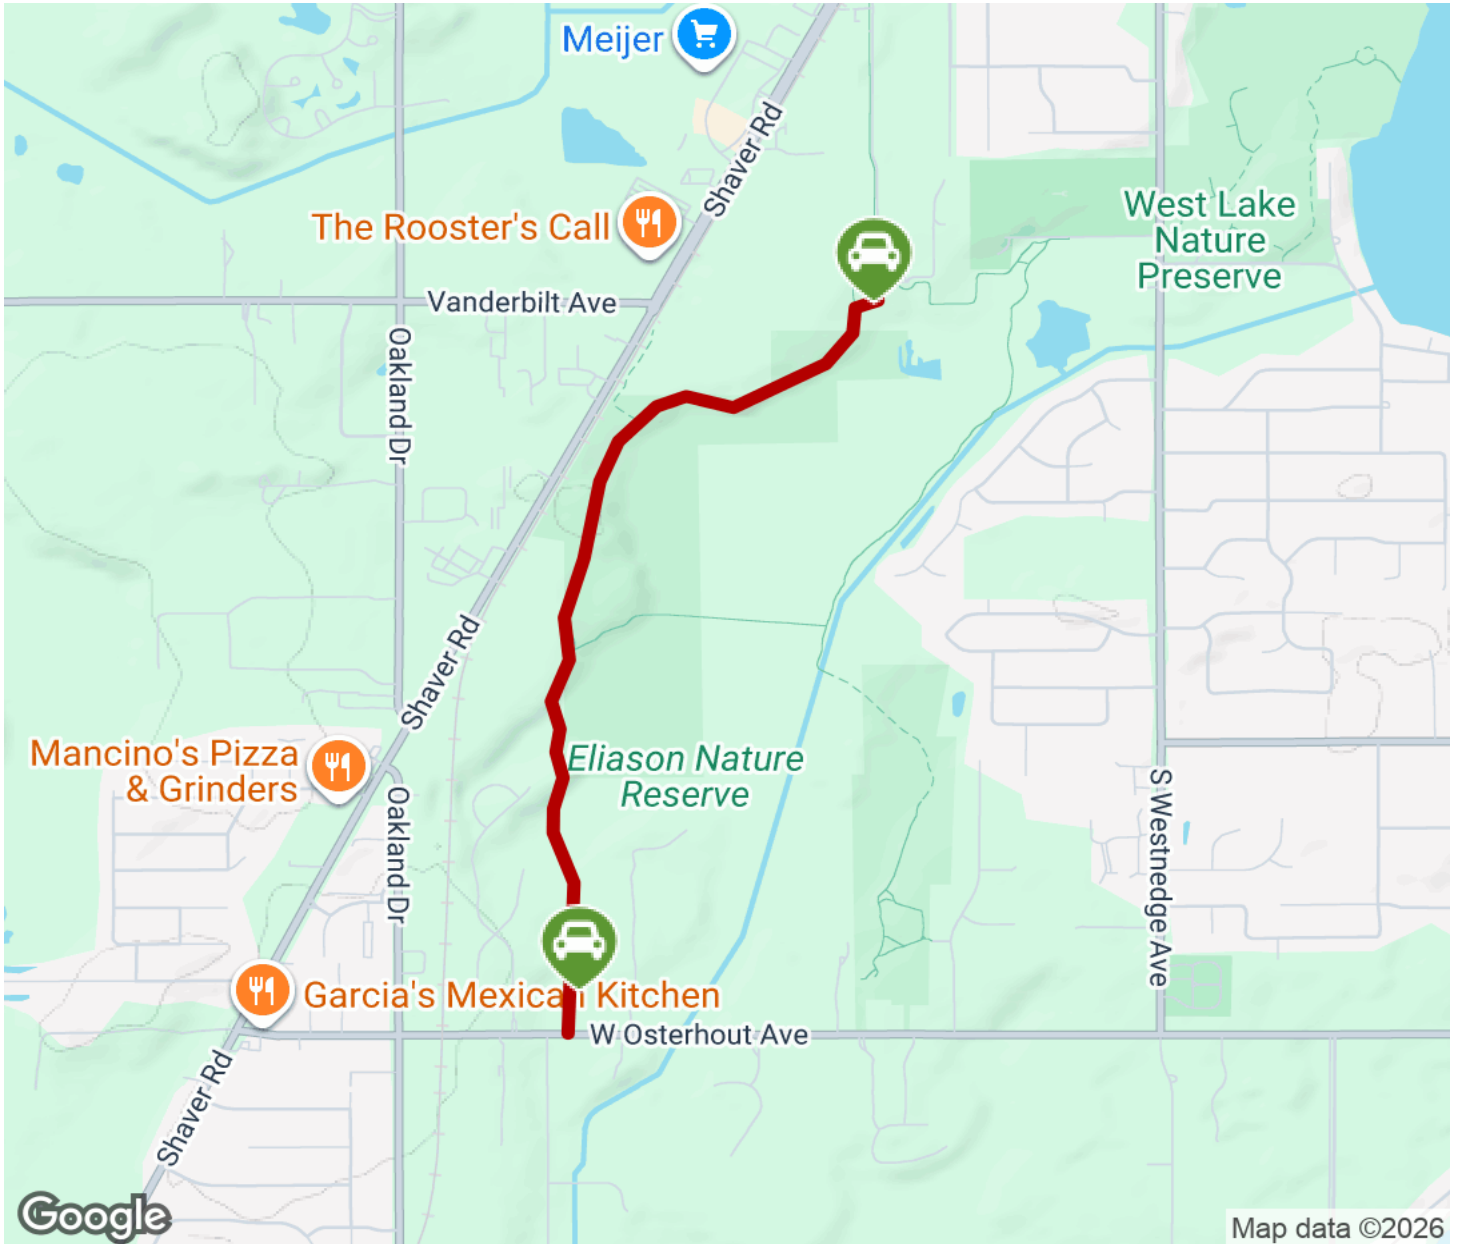 Meijer
Shaver Rd
The Rooster's Call
West Lake
Nature
Preserve
Vanderbilt Ave
Oakland Dr
Shaver Rd
Mancino's Pizza
& Grinders
Eliason Nature
Reserve
Oakland Dr
S Westnedge Ave
Garcia's Mexican Kitchen
W Osterhout Ave
Shaver Rd
Google
Map data ©2026